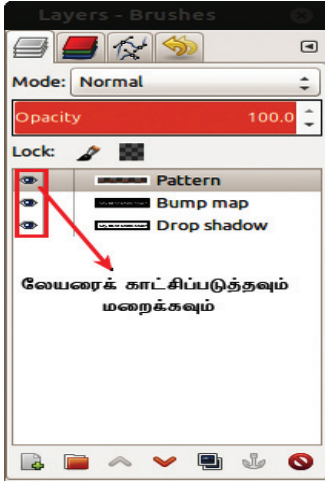 Layers - Brushes
Mode: Normal
Opacity 100.0
Lock:
Pattern
Bump map
Drop shadow
லேயரைக் காட்சிப்படுத்தவும்
மறைக்கவும்